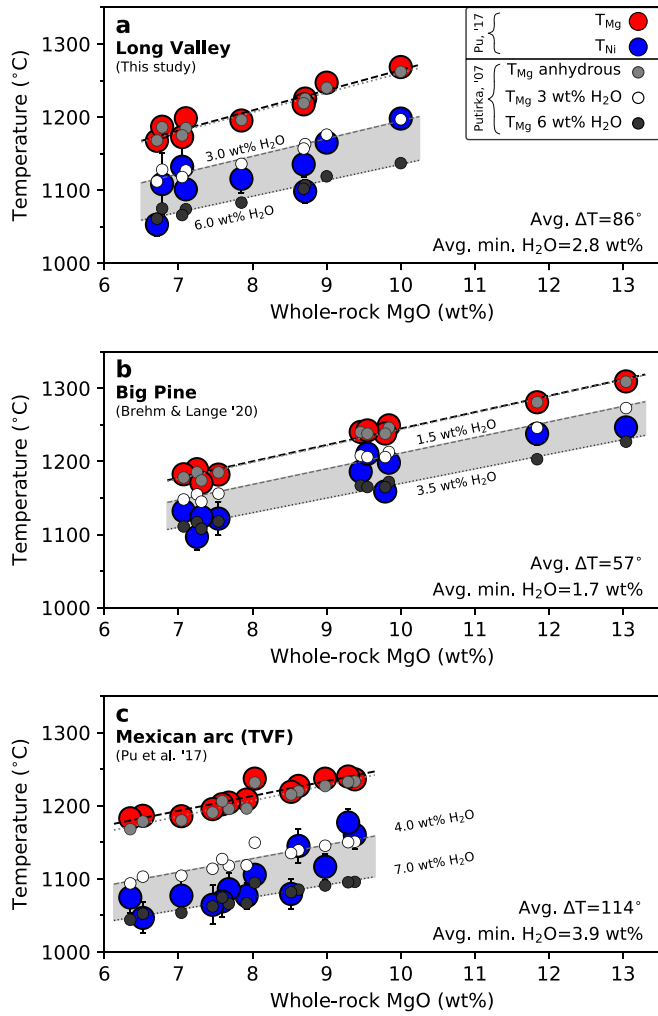 a
Long Valley
(This study)
Pu, '17
T_Mg
T_Ni
Putirka, '07
T_Mg anhydrous
T_Mg 3 wt% H₂O
T_Mg 6 wt% H₂O
3.0 wt% H₂O
6.0 wt% H₂O
Avg. ΔT=86°
Avg. min. H₂O=2.8 wt%
Temperature (°C)
1300
1200
1100
1000
6 7 8 9 10 11 12 13
Whole-rock MgO (wt%)
b
Big Pine
(Brehm & Lange '20)
1.5 wt% H₂O
3.5 wt% H₂O
Avg. ΔT=57°
Avg. min. H₂O=1.7 wt%
Temperature (°C)
1300
1200
1100
1000
6 7 8 9 10 11 12 13
Whole-rock MgO (wt%)
c
Mexican arc (TVF)
(Pu et al. '17)
4.0 wt% H₂O
7.0 wt% H₂O
Avg. ΔT=114°
Avg. min. H₂O=3.9 wt%
Temperature (°C)
1300
1200
1100
1000
6 7 8 9 10 11 12 13
Whole-rock MgO (wt%)